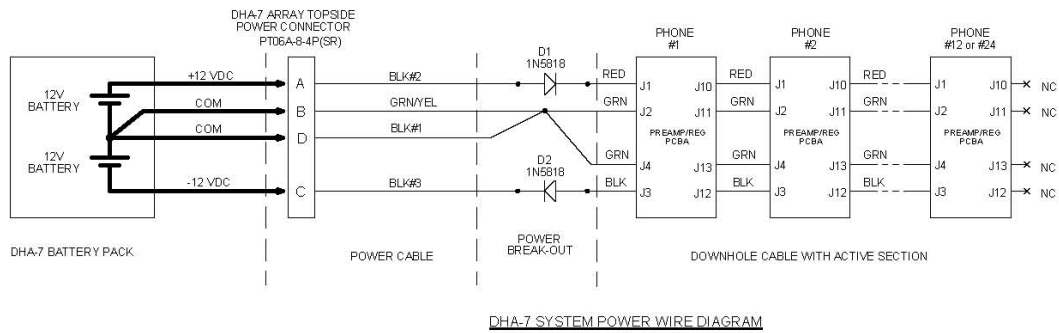 DHA-7 ARRAY TOPSIDE
POWER CONNECTOR
PT06A-8-4P(SR)
D1
1N5818
PHONE
#1
PHONE
#2
PHONE
#12 or #24
12V
BATTERY
+12 VDC
A
BLK#2
RED
J1
J10
RED
J1
J10
RED
J1
J10
NC
COM
B
GRN/YEL
GRN
J2
J11
GRN
J2
J11
GRN
J2
J11
NC
COM
D
BLK#1
PREAMP/REG
PCBA
PREAMP/REG
PCBA
PREAMP/REG
PCBA
12V
BATTERY
D2
1N5818
GRN
J4
J13
GRN
J4
J13
GRN
J4
J13
NC
-12 VDC
C
BLK#3
BLK
J3
J12
BLK
J3
J12
BLK
J3
J12
NC
DHA-7 BATTERY PACK
POWER CABLE
POWER
BREAK-OUT
DOWNHOLE CABLE WITH ACTIVE SECTION
DHA-7 SYSTEM POWER WIRE DIAGRAM